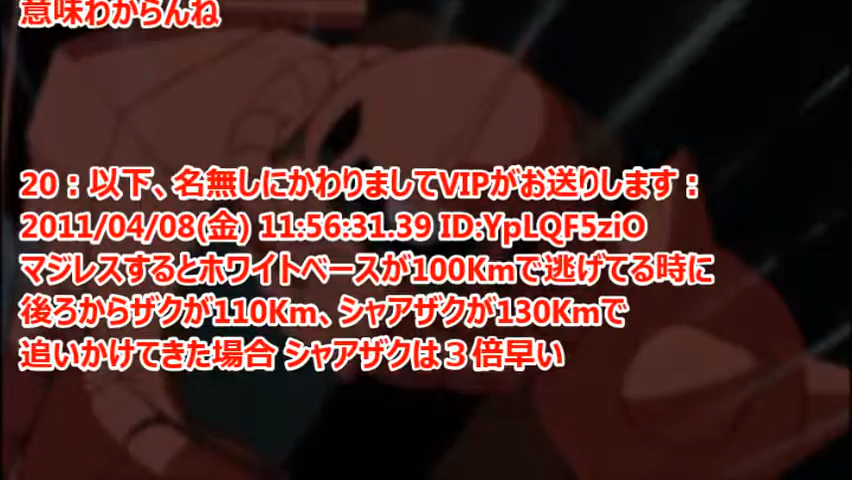 意味わからんね
20：以下、名無しにかわりましてVIPがお送りします：
2011/04/08(金) 11:56:31.39 ID:YpLQF5ziO
マジレスするとホワイトベースが100Kmで逃げてる時に
後ろからザクが110Km、シャアザクが130Kmで
追いかけてきた場合 シャアザクは３倍早い